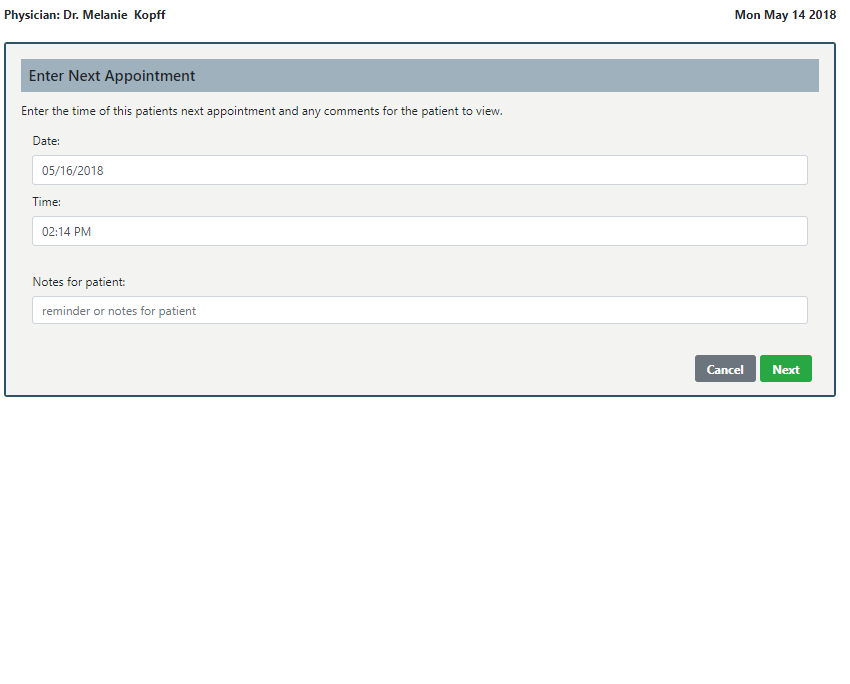 Physician: Dr. Melanie Kopff
Mon May 14 2018
Enter Next Appointment
Enter the time of this patients next appointment and any comments for the patient to view.
Date:
05/16/2018
Time:
02:14 PM
Notes for patient:
reminder or notes for patient
Cancel
Next